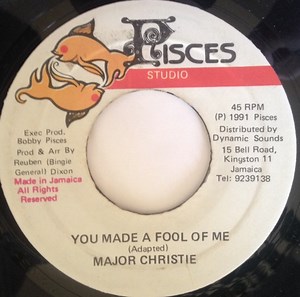 PISCES
STUDIO
45 RPM
(P) 1991 Pisces
Exec Prod.
Bobby Pisces
Distributed by
Dynamic Sounds
Prod & Arr By
Reuben (Bingie
General) Dixon
15 Bell Road,
Kingston 11
Jamaica
Tel: 9239138
Made in Jamaica
All Rights
Reserved
YOU MADE A FOOL OF ME
(Adapted)
MAJOR CHRISTIE